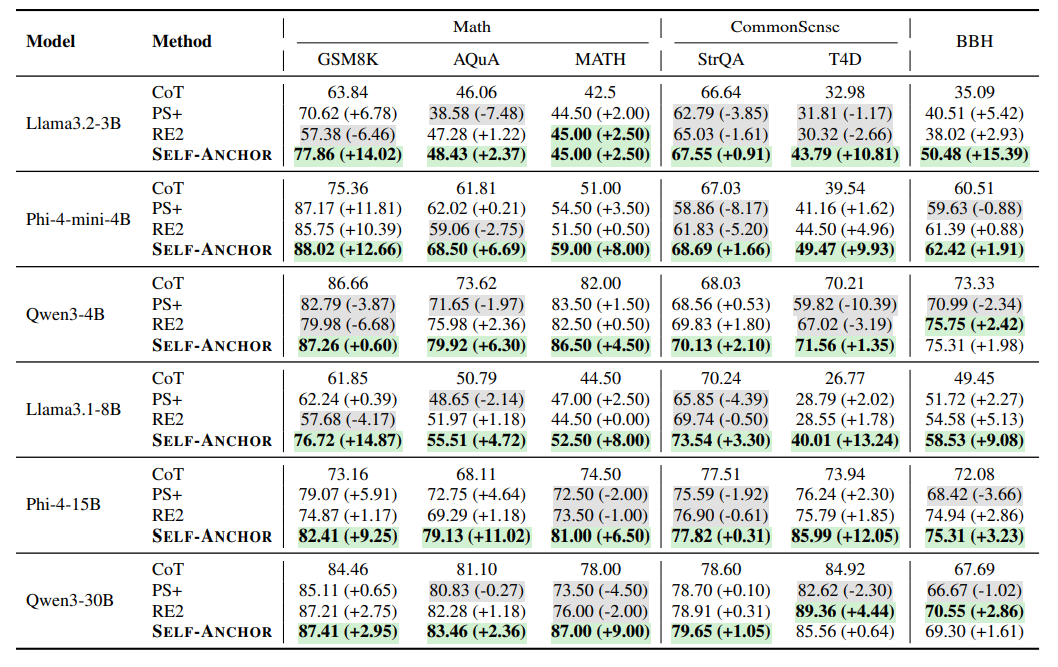 Model Method Math CommonSense BBH
GSM8K AQuA MATH StrQA T4D
Llama3.2-3B
CoT 63.84 46.06 42.5 66.64 32.98 35.09
PS+ 70.62 (+6.78) 38.58 (-7.48) 44.50 (+2.00) 62.79 (-3.85) 31.81 (-1.17) 40.51 (+5.42)
RE2 57.38 (-6.46) 47.28 (+1.22) 45.00 (+2.50) 65.03 (-1.61) 30.32 (-2.66) 38.02 (+2.93)
SELF-ANCHOR 77.86 (+14.02) 48.43 (+2.37) 45.00 (+2.50) 67.55 (+0.91) 43.79 (+10.81) 50.48 (+15.39)
Phi-4-mini-4B
CoT 75.36 61.81 51.00 67.03 39.54 60.51
PS+ 87.17 (+11.81) 62.02 (+0.21) 54.50 (+3.50) 58.86 (-8.17) 41.16 (+1.62) 59.63 (-0.88)
RE2 85.75 (+10.39) 59.06 (-2.75) 51.50 (+0.50) 61.83 (-5.20) 44.50 (+4.96) 61.39 (+0.88)
SELF-ANCHOR 88.02 (+12.66) 68.50 (+6.69) 59.00 (+8.00) 68.69 (+1.66) 49.47 (+9.93) 62.42 (+1.91)
Qwen3-4B
CoT 86.66 73.62 82.00 68.03 70.21 73.33
PS+ 82.79 (-3.87) 71.65 (-1.97) 83.50 (+1.50) 68.56 (+0.53) 59.82 (-10.39) 70.99 (-2.34)
RE2 79.98 (-6.68) 75.98 (+2.36) 82.50 (+0.50) 69.83 (+1.80) 67.02 (-3.19) 75.75 (+2.42)
SELF-ANCHOR 87.26 (+0.60) 79.92 (+6.30) 86.50 (+4.50) 70.13 (+2.10) 71.56 (+1.35) 75.31 (+1.98)
Llama3.1-8B
CoT 61.85 50.79 44.50 70.24 26.77 49.45
PS+ 62.24 (+0.39) 48.65 (-2.14) 47.00 (+2.50) 65.85 (-4.39) 28.79 (+2.02) 51.72 (+2.27)
RE2 57.68 (-4.17) 51.97 (+1.18) 44.50 (+0.00) 69.74 (-0.50) 28.55 (+1.78) 54.58 (+5.13)
SELF-ANCHOR 76.72 (+14.87) 55.51 (+4.72) 52.50 (+8.00) 73.54 (+3.30) 40.01 (+13.24) 58.53 (+9.08)
Phi-4-15B
CoT 73.16 68.11 74.50 77.51 73.94 72.08
PS+ 79.07 (+5.91) 72.75 (+4.64) 72.50 (-2.00) 75.59 (-1.92) 76.24 (+2.30) 68.42 (-3.66)
RE2 74.87 (+1.17) 69.29 (+1.18) 73.50 (-1.00) 76.90 (-0.61) 75.79 (+1.85) 74.94 (+2.86)
SELF-ANCHOR 82.41 (+9.25) 79.13 (+11.02) 81.00 (+6.50) 77.82 (+0.31) 85.99 (+12.05) 75.31 (+3.23)
Qwen3-30B
CoT 84.46 81.10 78.00 78.60 84.92 67.69
PS+ 85.11 (+0.65) 80.83 (-0.27) 73.50 (-4.50) 78.70 (+0.10) 82.62 (-2.30) 66.67 (-1.02)
RE2 87.21 (+2.75) 82.28 (+1.18) 76.00 (-2.00) 78.91 (+0.31) 89.36 (+4.44) 70.55 (+2.86)
SELF-ANCHOR 87.41 (+2.95) 83.46 (+2.36) 87.00 (+9.00) 79.65 (+1.05) 85.56 (+0.64) 69.30 (+1.61)